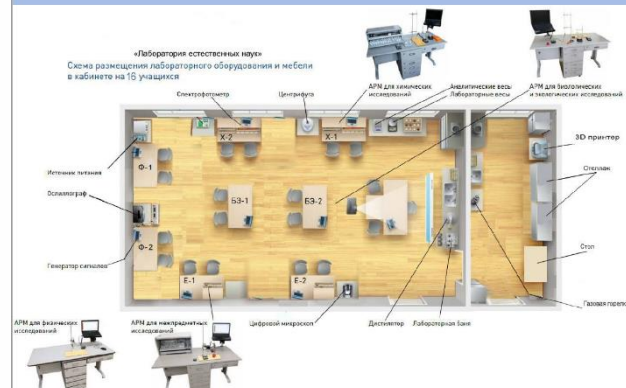 «Лаборатория естественных наук»
Схема размещения лабораторного оборудования и мебели
в кабинете на 16 учащихся
АРМ для химических
исследований
Аналитические весы
Лабораторные весы
АРМ для биологических
и экологических исследований
Спектрофотометр
Центрифуга
3D принтер
Стеллаж
Стол
Газовая горелка
Х-2
Х-1
Ф-1
Источник питания
Осциллограф
БЭ-1
БЭ-2
Ф-2
Генератор сигналов
Е-1
Е-2
АРМ для физических
исследований
АРМ для межпредметных
исследований
Цифровой микроскоп
Дистиллятор
Лабораторная баня